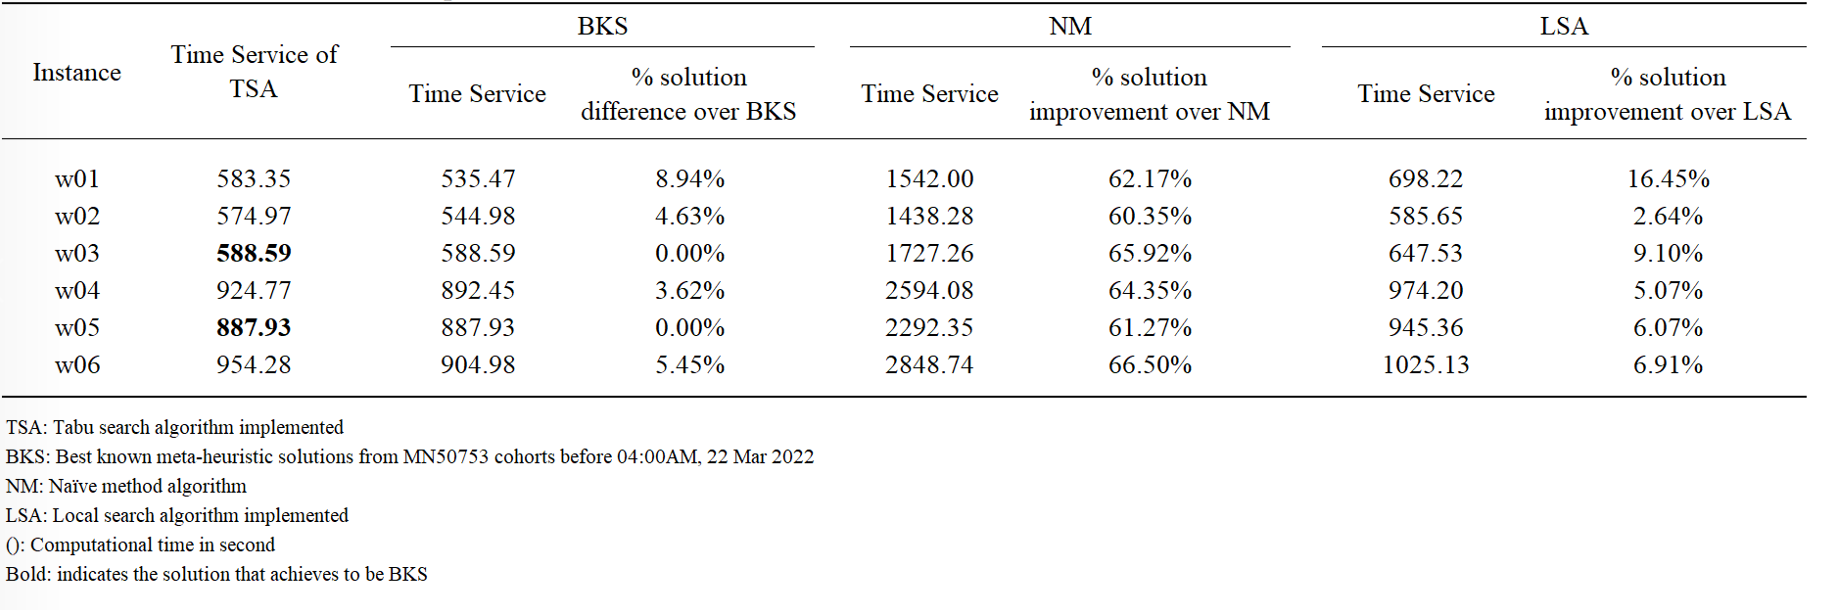 BKS NM LSA
Instance Time Service of TSA Time Service % solution difference over BKS Time Service % solution improvement over NM Time Service % solution improvement over LSA
w01 583.35 535.47 8.94% 1542.00 62.17% 698.22 16.45%
w02 574.97 544.98 4.63% 1438.28 60.35% 585.65 2.64%
w03 588.59 588.59 0.00% 1727.26 65.92% 647.53 9.10%
w04 924.77 892.45 3.62% 2594.08 64.35% 974.20 5.07%
w05 887.93 887.93 0.00% 2292.35 61.27% 945.36 6.07%
w06 954.28 904.98 5.45% 2848.74 66.50% 1025.13 6.91%
TSA: Tabu search algorithm implemented
BKS: Best known meta-heuristic solutions from MN50753 cohorts before 04:00AM, 22 Mar 2022
NM: Naïve method algorithm
LSA: Local search algorithm implemented
(): Computational time in second
Bold: indicates the solution that achieves to be BKS